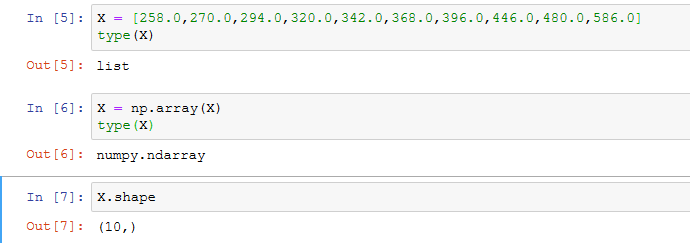 In [5]: X = [258.0,270.0,294.0,320.0,342.0,368.0,396.0,446.0,480.0,586.0]
type(X)
Out[5]: list
In [6]: X = np.array(X)
type(X)
Out[6]: numpy.ndarray
In [7]: X.shape
Out[7]: (10,)